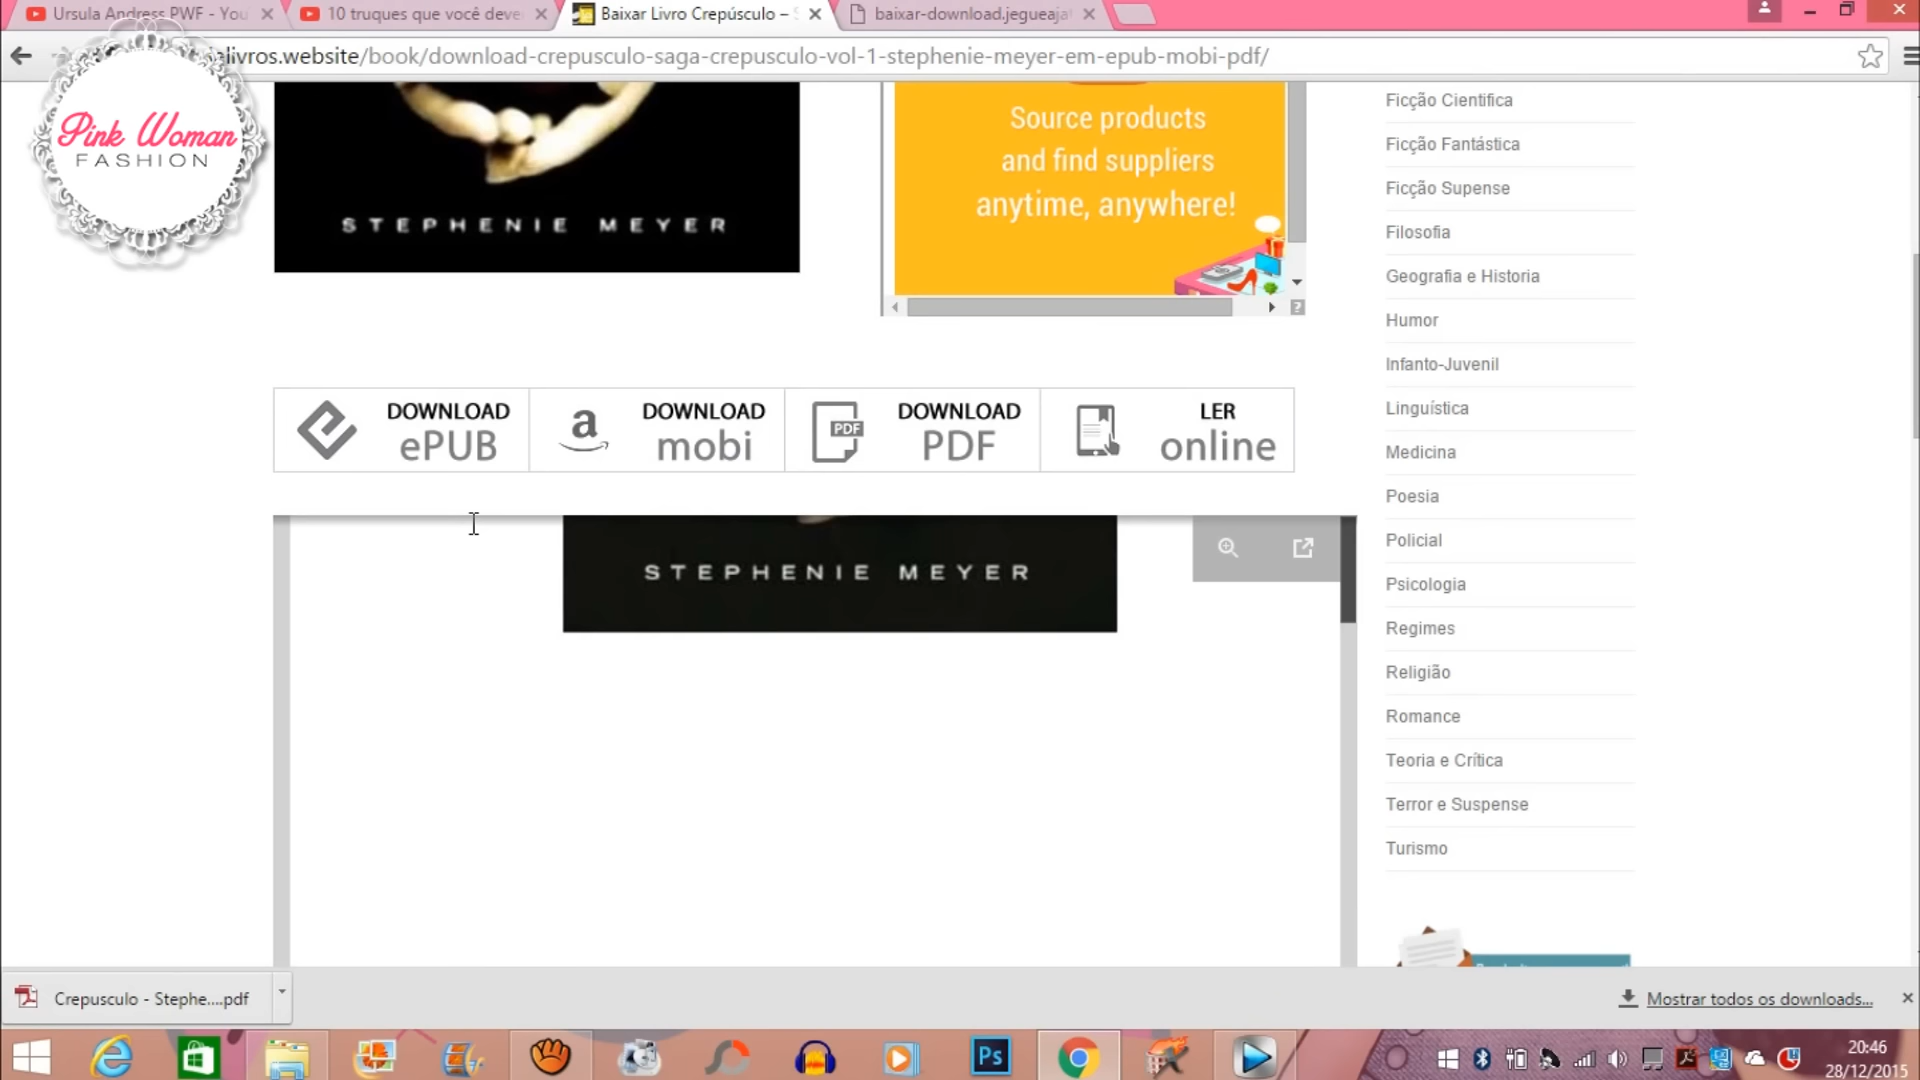 Ursula Andress PWF - You
10 truques que você deve
Baixar Livro Crepúsculo –
baixar-download.jegueaja
livros.website/book/download-crepusculo-saga-crepusculo-vol-1-stephenie-meyer-em-epub-mobi-pdf/
Pink Woman
FASHION
STEPHENIE MEYER
Source products
and find suppliers
anytime, anywhere!
?
DOWNLOAD
ePUB
a
DOWNLOAD
mobi
PDF
DOWNLOAD
PDF
LER
online
STEPHENIE MEYER
Ficção Cientifica
Ficção Fantástica
Ficção Supense
Filosofia
Geografia e Historia
Humor
Infanto-Juvenil
Linguística
Medicina
Poesia
Policial
Psicologia
Regimes
Religião
Romance
Teoria e Crítica
Terror e Suspense
Turismo
Crepusculo - Stephe....pdf
Mostrar todos os downloads...
Ps
20:46
28/12/2015